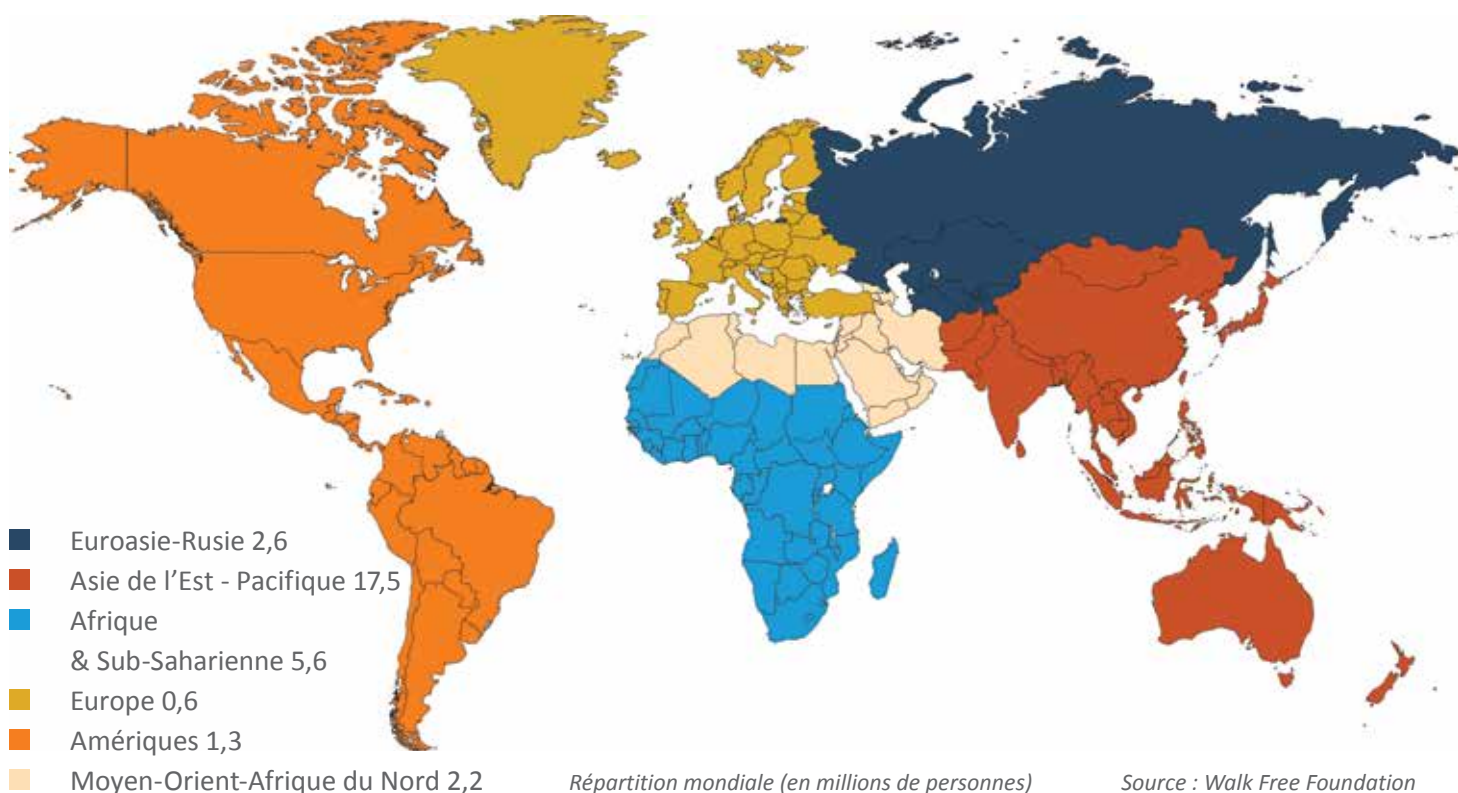 Euroasie-Rusie 2,6
Asie de l’Est - Pacifique 17,5
Afrique
& Sub-Saharienne 5,6
Europe 0,6
Amériques 1,3
Moyen-Orient-Afrique du Nord 2,2
Répartition mondiale (en millions de personnes)
Source : Walk Free Foundation